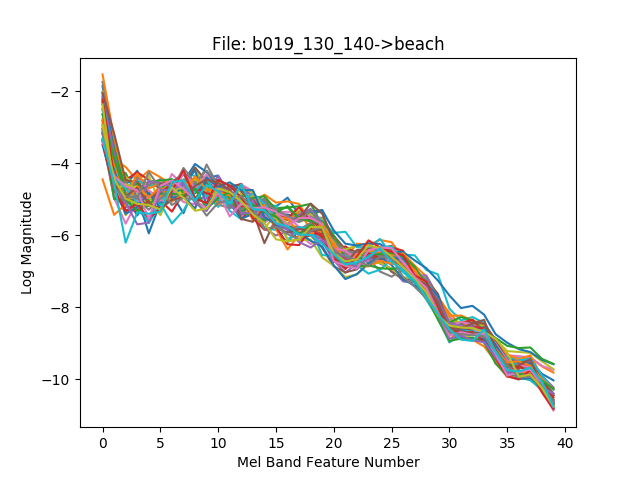 File: b019_130_140->beach
−2
−4
−6
−8
−10
Log Magnitude
0 5 10 15 20 25 30 35 40
Mel Band Feature Number